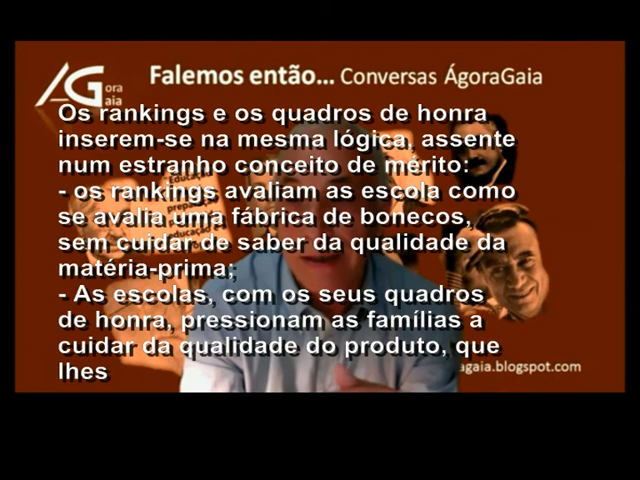 AG
ora
Gaia
Falemos então... Conversas ÁgoraGaia
Os rankings e os quadros de honra
inserem-se na mesma lógica, assente
num estranho conceito de mérito:
- os rankings avaliam as escola como
se avalia uma fábrica de bonecos,
sem cuidar de saber da qualidade da
matéria-prima;
- As escolas, com os seus quadros
de honra, pressionam as famílias a
cuidar da qualidade do produto, que
lhes
agaia.blogspot.com